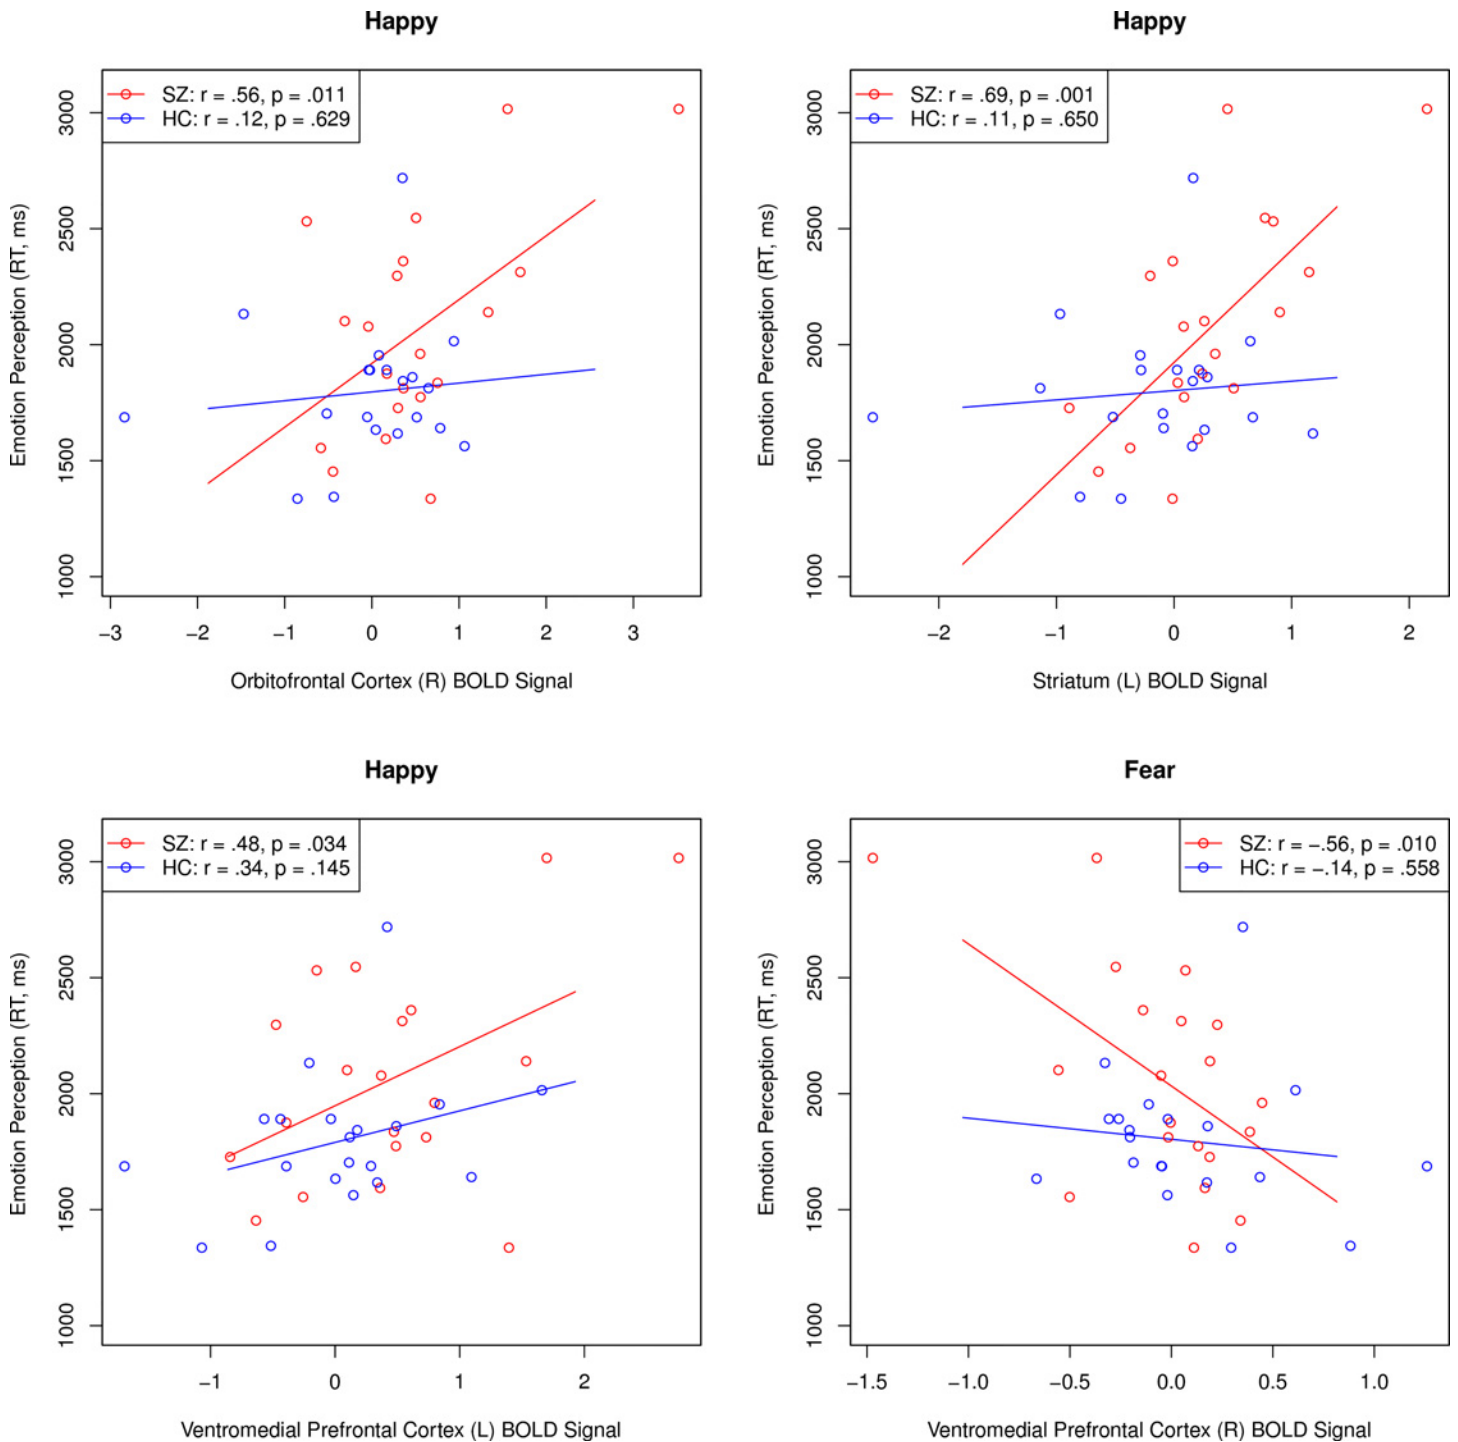 Happy
SZ: r = .56, p = .011
HC: r = .12, p = .629
Emotion Perception (RT, ms)
3000
2500
2000
1500
1000
−3 −2 −1 0 1 2 3
Orbitofrontal Cortex (R) BOLD Signal
Happy
SZ: r = .69, p = .001
HC: r = .11, p = .650
Emotion Perception (RT, ms)
3000
2500
2000
1500
1000
−2 −1 0 1 2
Striatum (L) BOLD Signal
Happy
SZ: r = .48, p = .034
HC: r = .34, p = .145
Emotion Perception (RT, ms)
3000
2500
2000
1500
1000
−1 0 1 2
Ventromedial Prefrontal Cortex (L) BOLD Signal
Fear
SZ: r = −.56, p = .010
HC: r = −.14, p = .558
Emotion Perception (RT, ms)
3000
2500
2000
1500
1000
−1.5 −1.0 −0.5 0.0 0.5 1.0
Ventromedial Prefrontal Cortex (R) BOLD Signal